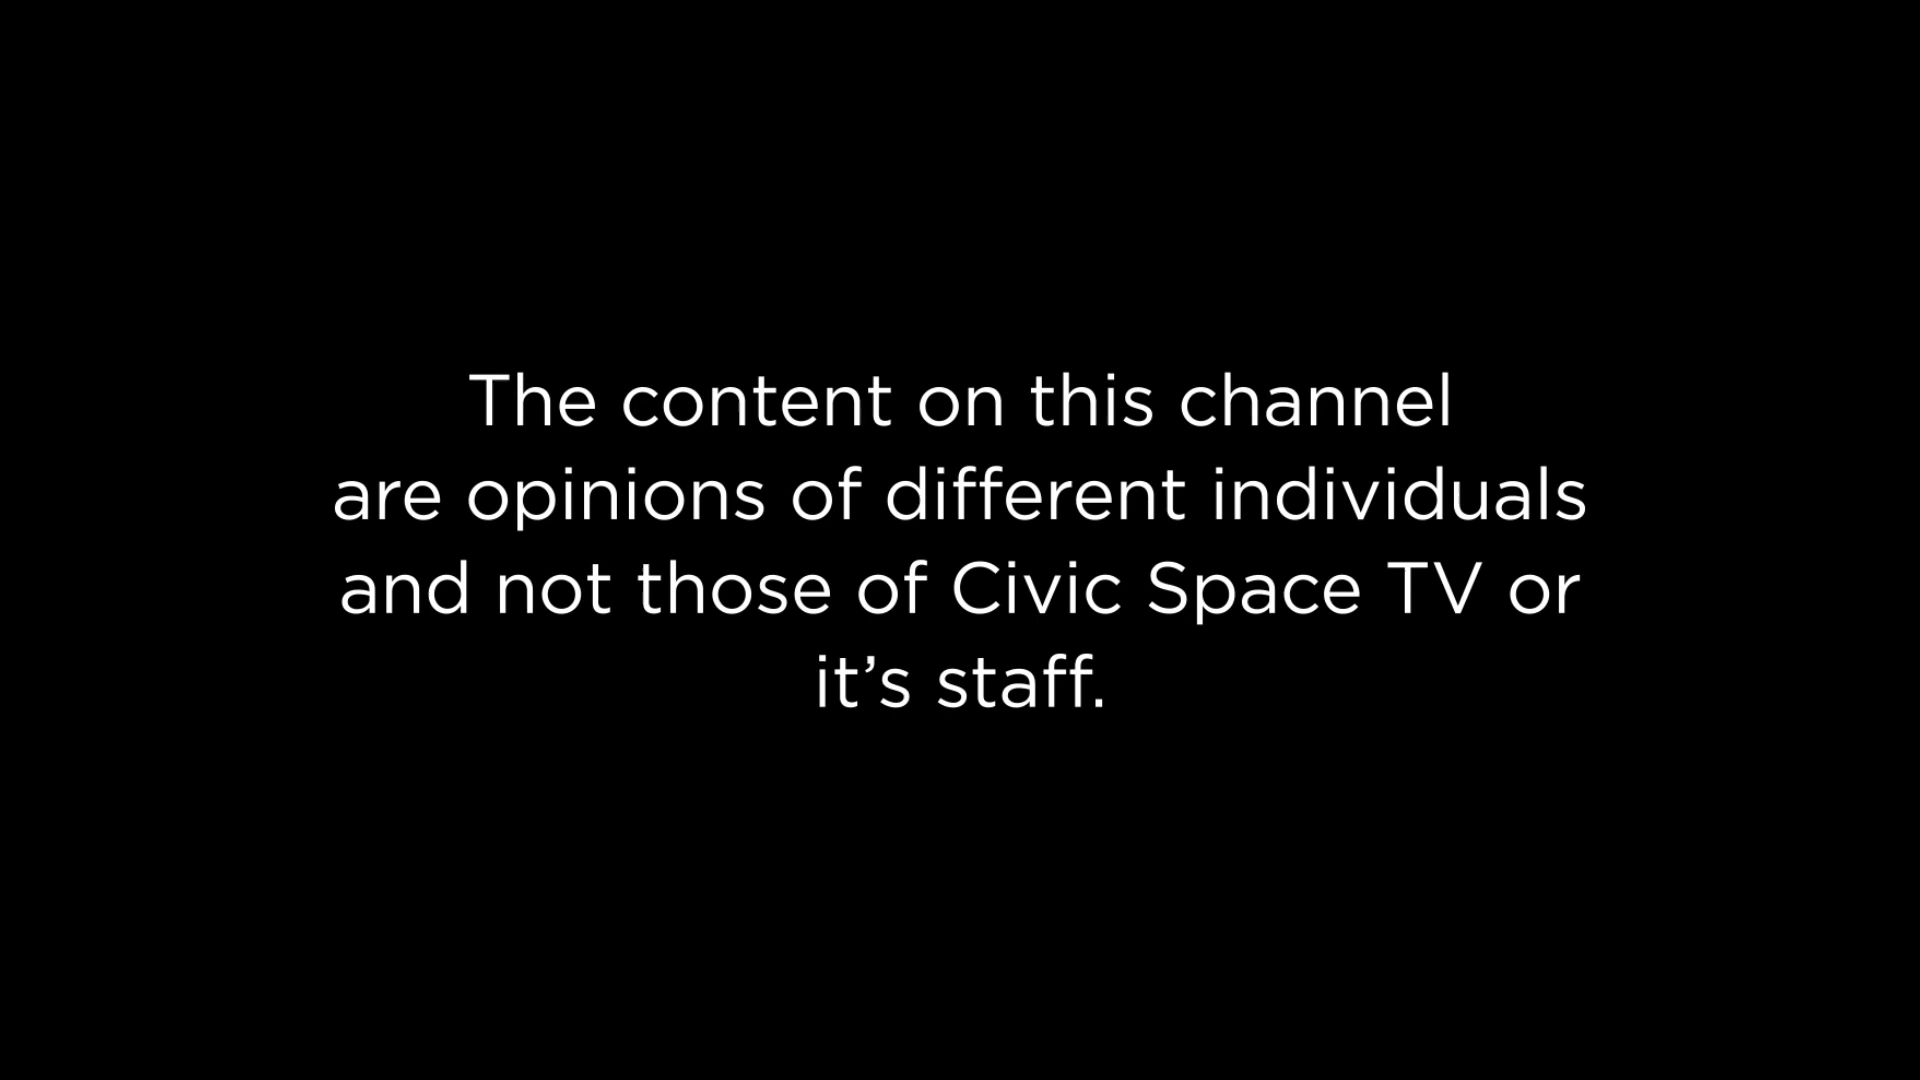 The content on this channel
are opinions of different individuals
and not those of Civic Space TV or
it’s staff.